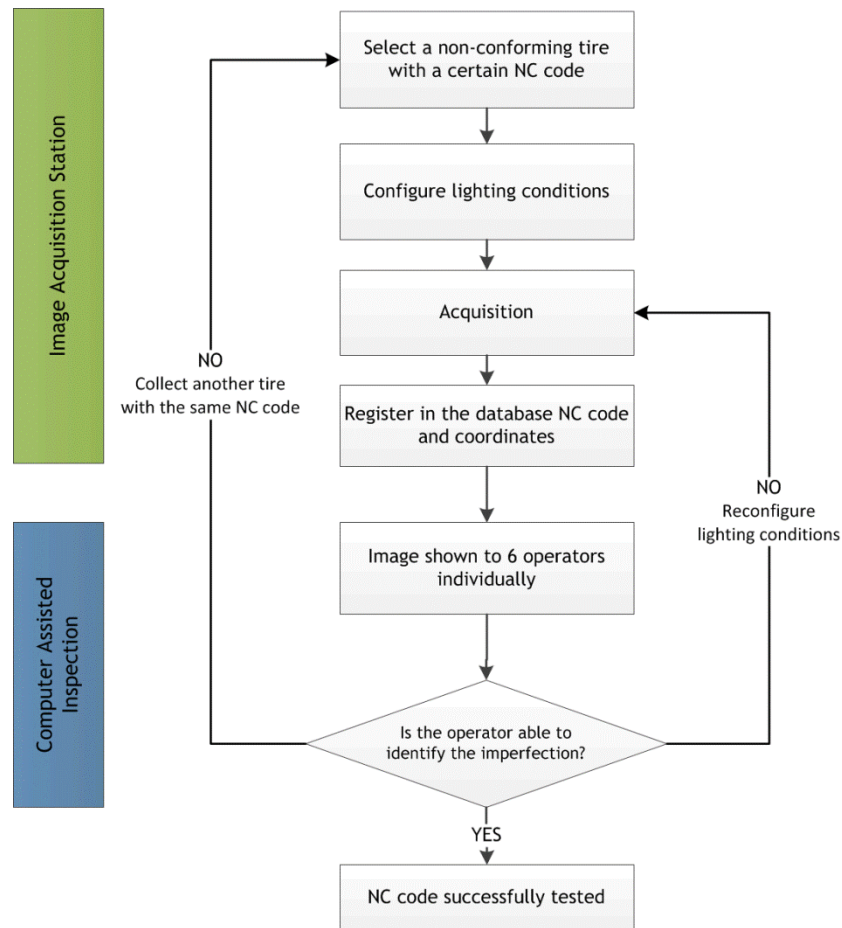 Image Acquisition Station
Select a non-conforming tire
with a certain NC code
Configure lighting conditions
Acquisition
NO
Collect another tire
with the same NC code
Register in the database NC code
and coordinates
NO
Reconfigure
lighting conditions
Computer Assisted
Inspection
Image shown to 6 operators
individually
Is the operator able to
identify the imperfection?
YES
NC code successfully tested